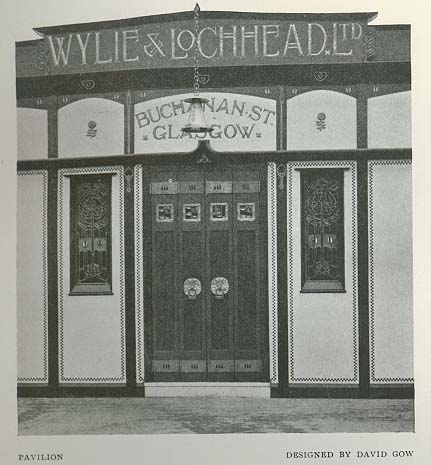 WYLIE & LOCHHEAD. LTD
BUCHANAN. ST.
GLASGOW.
PAVILION
DESIGNED BY DAVID GOW